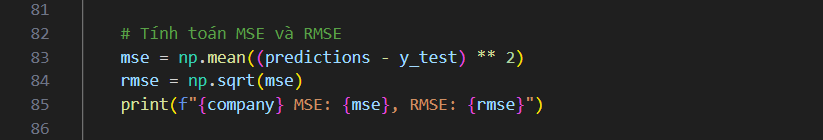 81
82 # Tính toán MSE và RMSE
83 mse = np.mean((predictions - y_test) ** 2)
84 rmse = np.sqrt(mse)
85 print(f"{company} MSE: {mse}, RMSE: {rmse}")
86